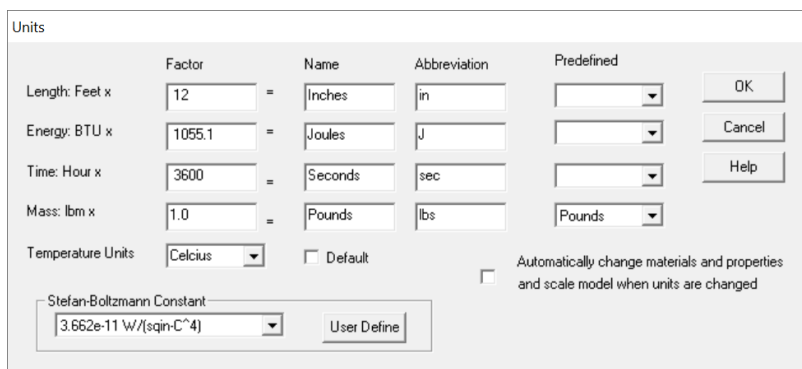 Units
Factor Name Abbreviation Predefined
Length: Feet x 12 = Inches in OK
Energy: BTU x 1055.1 = Joules J Cancel
Time: Hour x 3600 = Seconds sec Help
Mass: lbm x 1.0 = Pounds lbs Pounds
Temperature Units Celcius Default
Automatically change materials and properties
and scale model when units are changed
Stefan-Boltzmann Constant
3.662e-11 W/(sqin-C^4) User Define